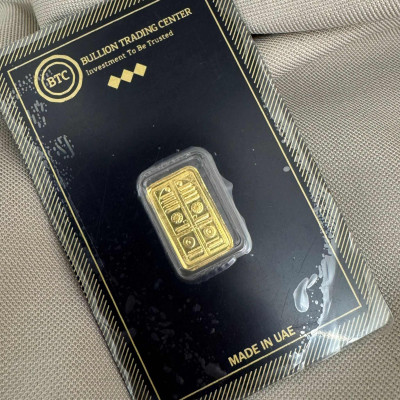 BTC
BULLION TRADING CENTER
Investment To Be Trusted
MADE IN UAE